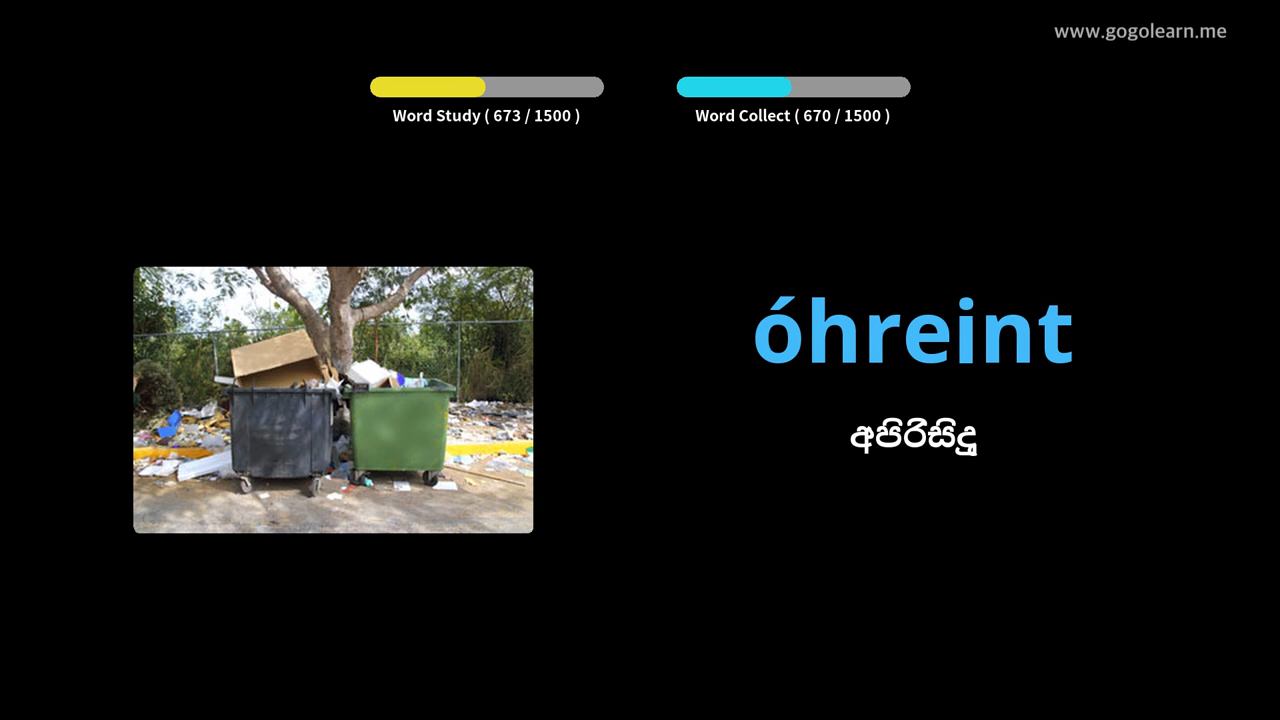 www.gogolearn.me
Word Study ( 673 / 1500 )
Word Collect ( 670 / 1500 )
óhreint
අපිරිසිදු